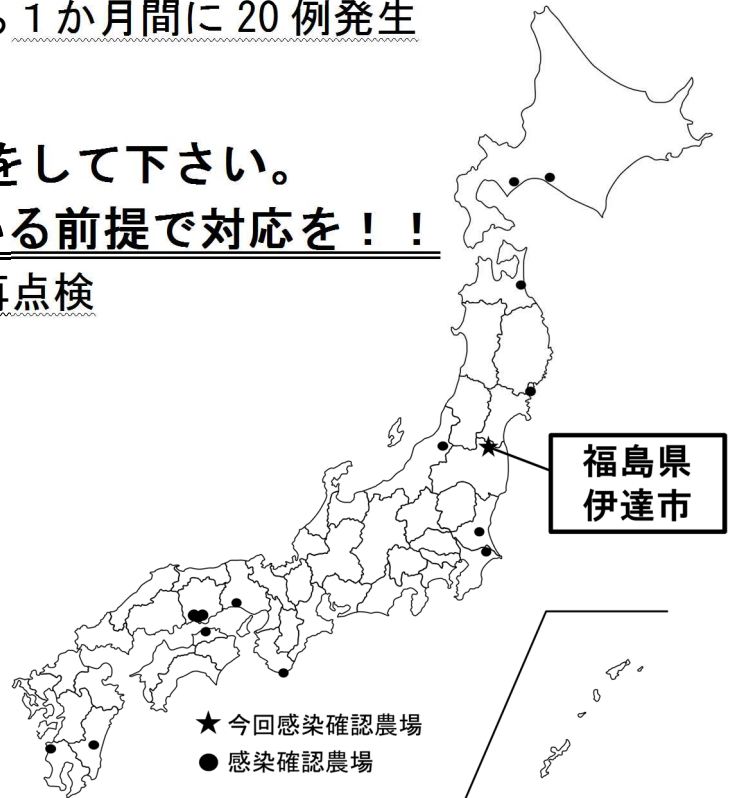 １か月間に 20 例発生
をして下さい。
いる前提で対応を！！
再点検
福島県
伊達市
★ 今回感染確認農場
● 感染確認農場